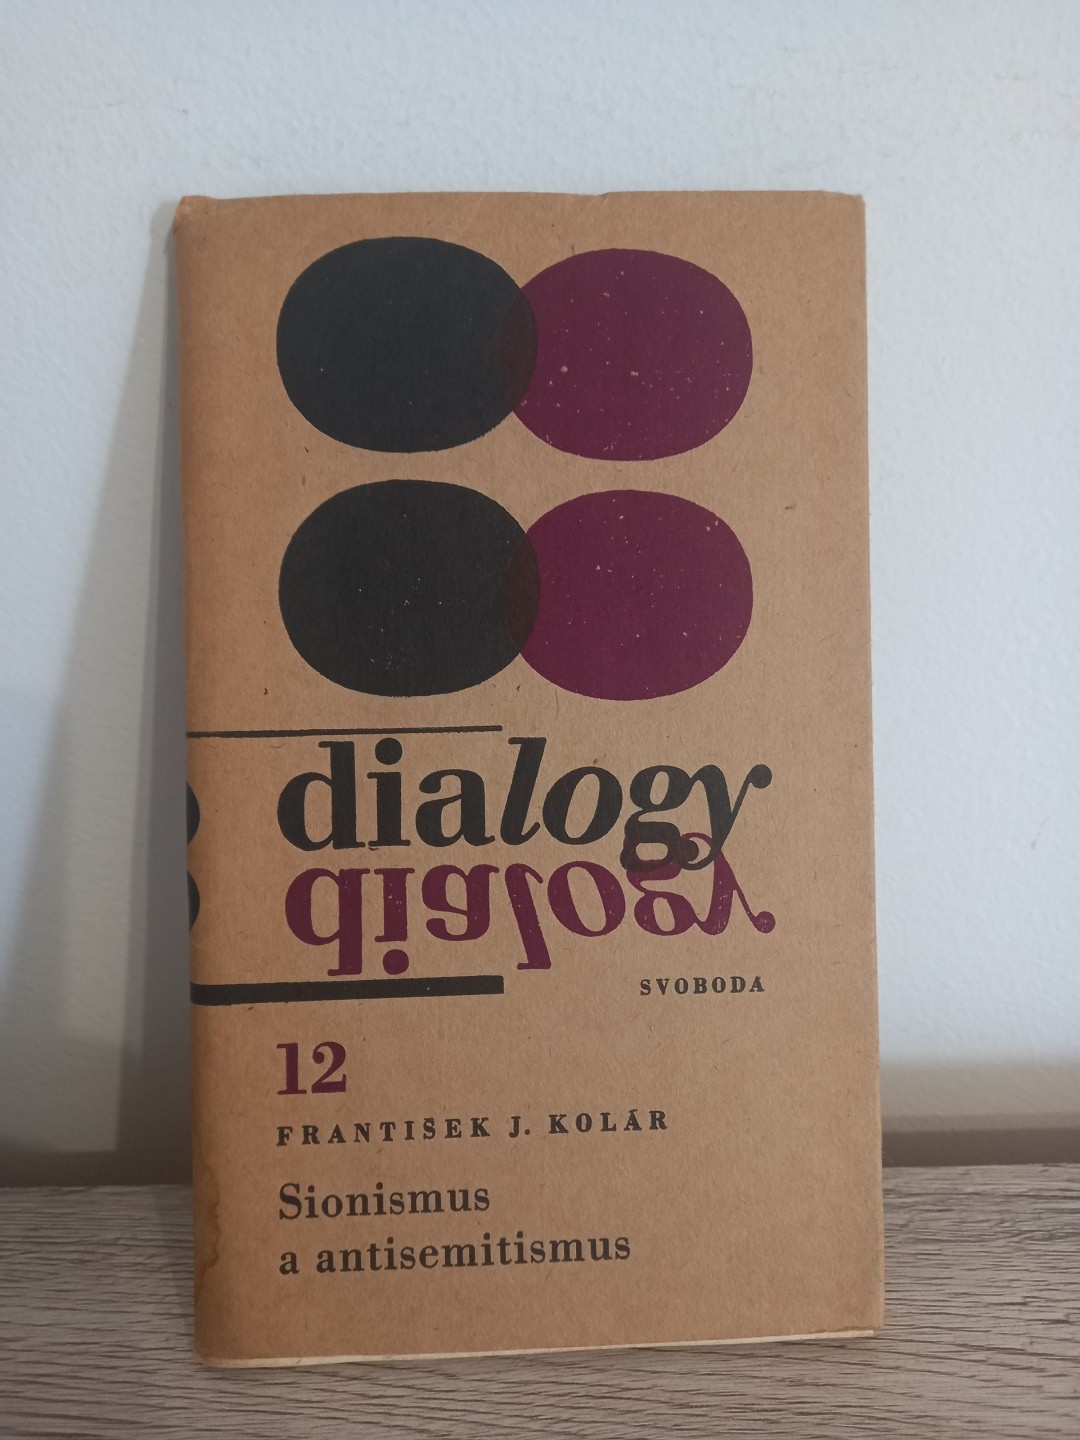 dialogy
dialogy
SVOBODA
12
FRANTIŠEK J. KOLÁR
Sionismus
a antisemitismus